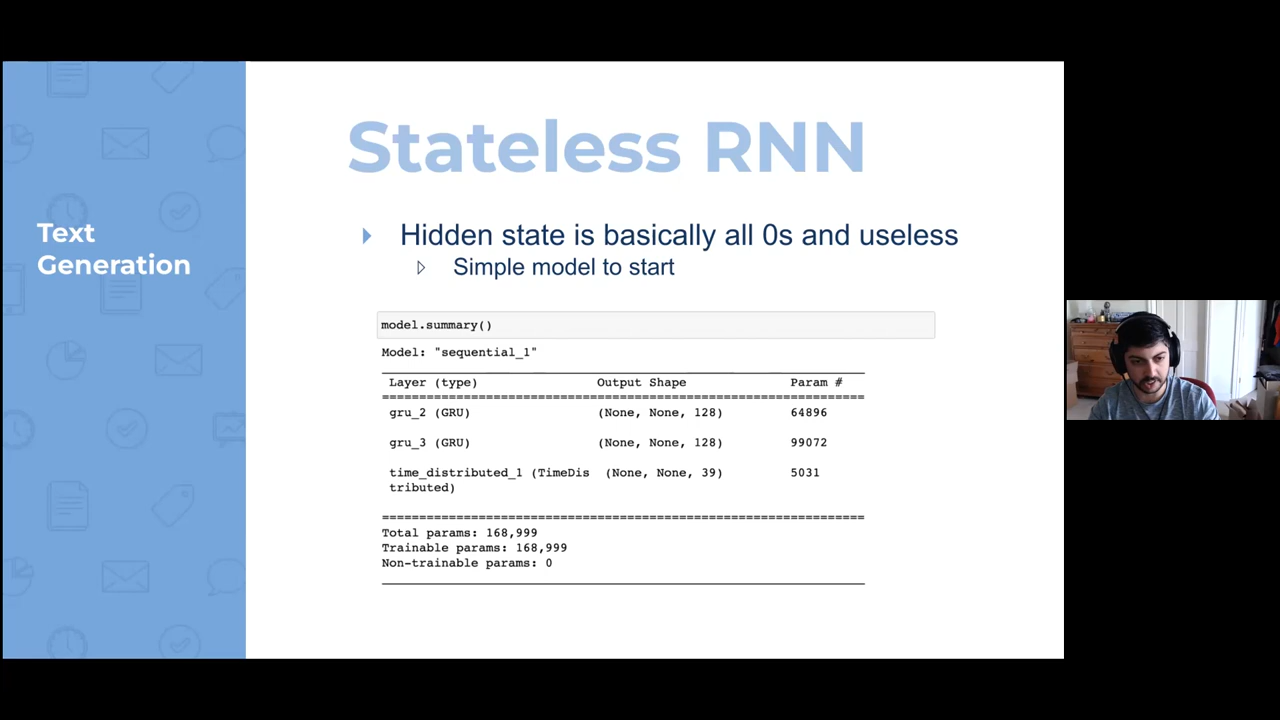 Text
Generation
Stateless RNN
Hidden state is basically all 0s and useless
Simple model to start
model.summary()
Model: "sequential_1"
Layer (type) Output Shape Param #
gru_2 (GRU) (None, None, 128) 64896
gru_3 (GRU) (None, None, 128) 99072
time_distributed_1 (TimeDis (None, None, 39) 5031
tributed)
Total params: 168,999
Trainable params: 168,999
Non-trainable params: 0